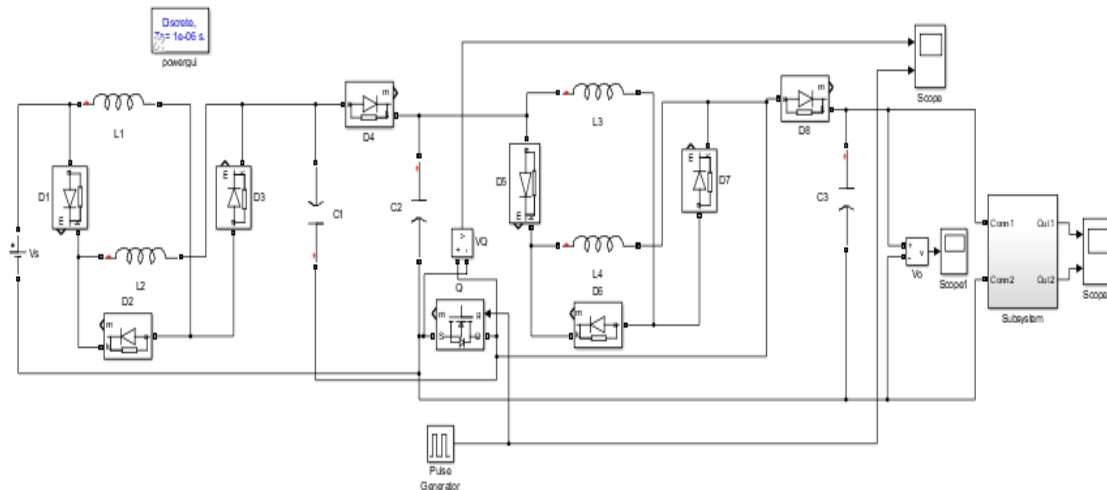 Discrete,
Ts = 1e-06 s.
powergui
L1
D1
E
L2
D2
m
Vs
E
D3
C1
m
D4
C2
L3
D5
E
L4
D6
m
E
D7
m
D8
C3
VQ
Q
m
g
S
D
Pulse
Generator
Scope
Vo
v
Scope1
Conn1
Conn2
Out1
Out2
Subsystem
Scope